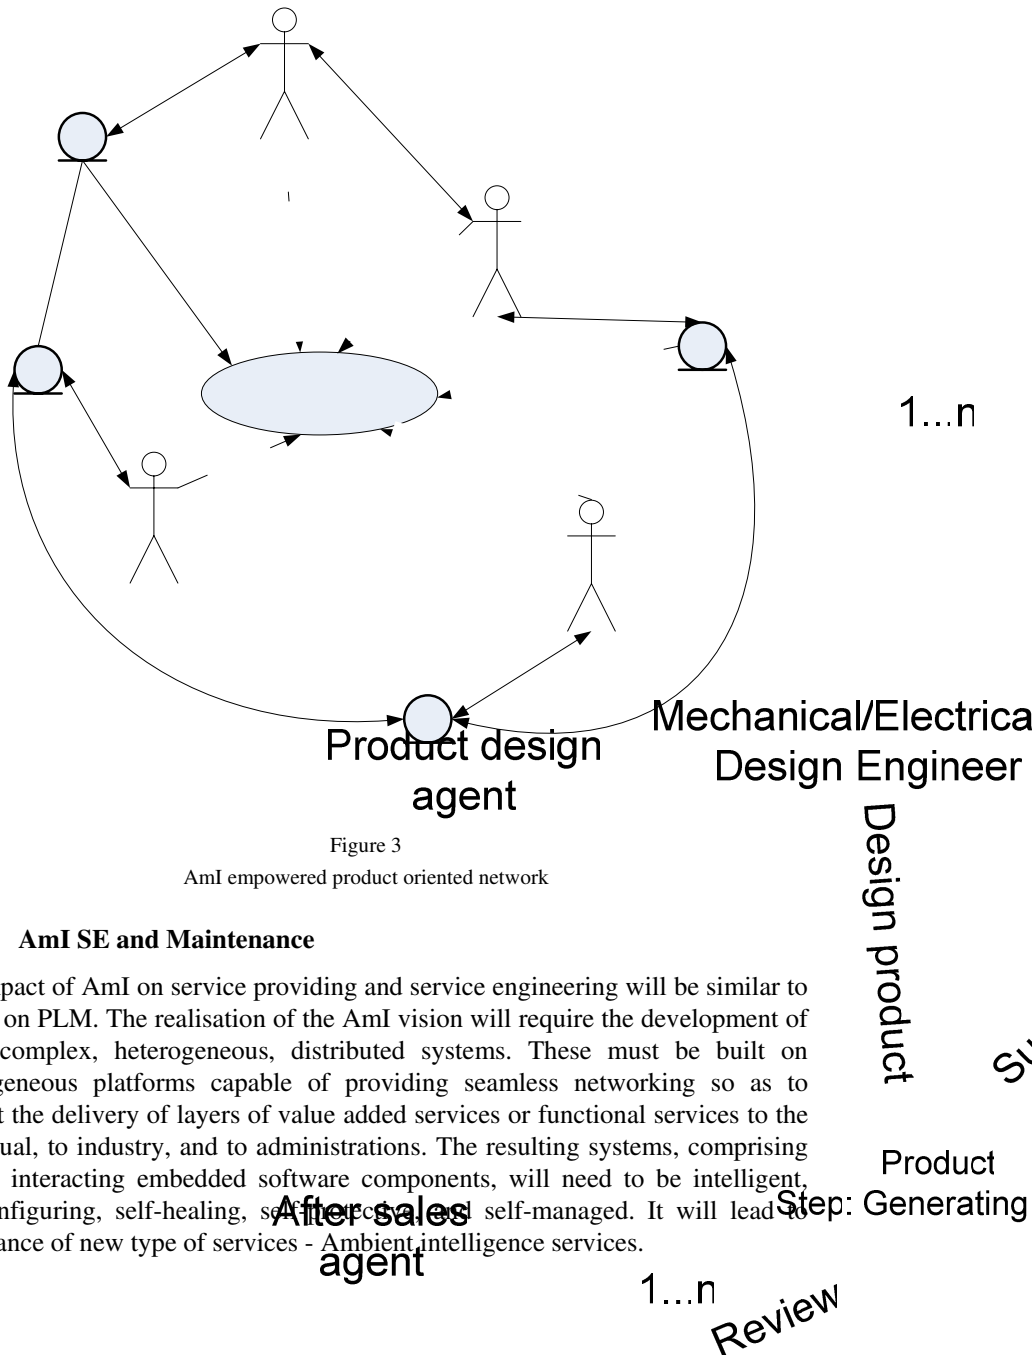 1...n
Mechanical/Electrica
Design Engineer
Product design
agent
Design product
Figure 3
AmI empowered product oriented network
AmI SE and Maintenance
pact of AmI on service providing and service engineering will be similar to
on PLM. The realisation of the AmI vision will require the development of
complex, heterogeneous, distributed systems. These must be built on
geneous platforms capable of providing seamless networking so as to
t the delivery of layers of value added services or functional services to the
ual, to industry, and to administrations. The resulting systems, comprising
interacting embedded software components, will need to be intelligent,
nfiguring, self-healing, self-protective, and self-managed. It will lead to
ance of new type of services - Ambient intelligence services.
Su
Product
Step: Generating
After sales
agent
1...n
Review